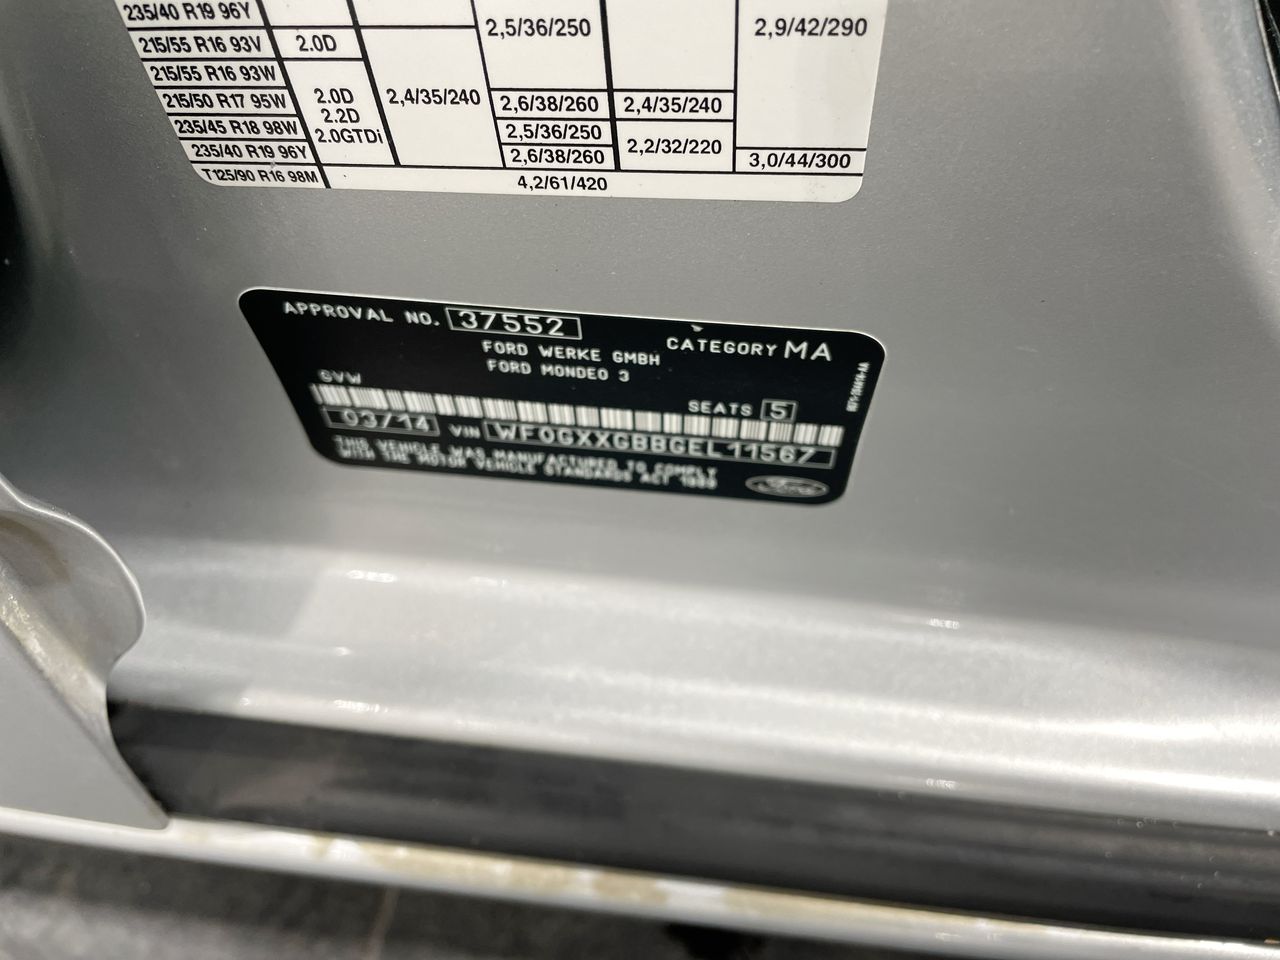 235/40 R19 96Y
2,5/36/250
2,9/42/290
215/55 R16 93V
2.0D
215/55 R16 93W
2.0D
2,4/35/240
2,6/38/260
2,4/35/240
215/50 R17 95W
2.2D
235/45 R18 98W
2.0GTDi
2,5/36/250
2,2/32/220
235/40 R19 96Y
2,6/38/260
3,0/44/300
T125/90 R16 98M
4,2/61/420
APPROVAL NO. 37552
CATEGORY MA
FORD WERKE GMBH
FORD MONDEO 3
GVW
SEATS 5
03/14 VIN WF0GXXGBBGEL11567
THIS VEHICLE WAS MANUFACTURED TO COMPLY
WITH THE MOTOR VEHICLE STANDARDS ACT 1989
Ford